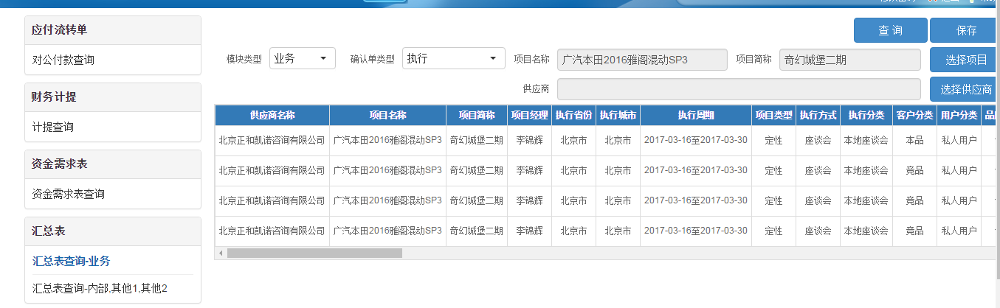 应付流转单
对公付款查询
财务计提
计提查询
资金需求表
资金需求表查询
汇总表
汇总表查询-业务
汇总表查询-内部,其他1,其他2
查 询 保存
模块类型 业务 确认单类型 执行 项目名称 广汽本田2016雅阁混动SP3 项目简称 奇幻城堡二期 选择项目
供应商 选择供应商
供应商名称 项目名称 项目简称 项目经理 执行省份 执行城市 执行周期 项目类型 执行方式 执行分类 客户分类 用户分类
北京正和凯诺咨询有限公司 广汽本田2016雅阁混动SP3 奇幻城堡二期 李锦辉 北京市 北京市 2017-03-16至2017-03-30 定性 座谈会 本地座谈会 本品 私人用户
北京正和凯诺咨询有限公司 广汽本田2016雅阁混动SP3 奇幻城堡二期 李锦辉 北京市 北京市 2017-03-16至2017-03-30 定性 座谈会 本地座谈会 竞品 私人用户
北京正和凯诺咨询有限公司 广汽本田2016雅阁混动SP3 奇幻城堡二期 李锦辉 北京市 北京市 2017-03-16至2017-03-30 定性 座谈会 本地座谈会 竞品 私人用户
北京正和凯诺咨询有限公司 广汽本田2016雅阁混动SP3 奇幻城堡二期 李锦辉 北京市 北京市 2017-03-16至2017-03-30 定性 座谈会 本地座谈会 竞品 私人用户